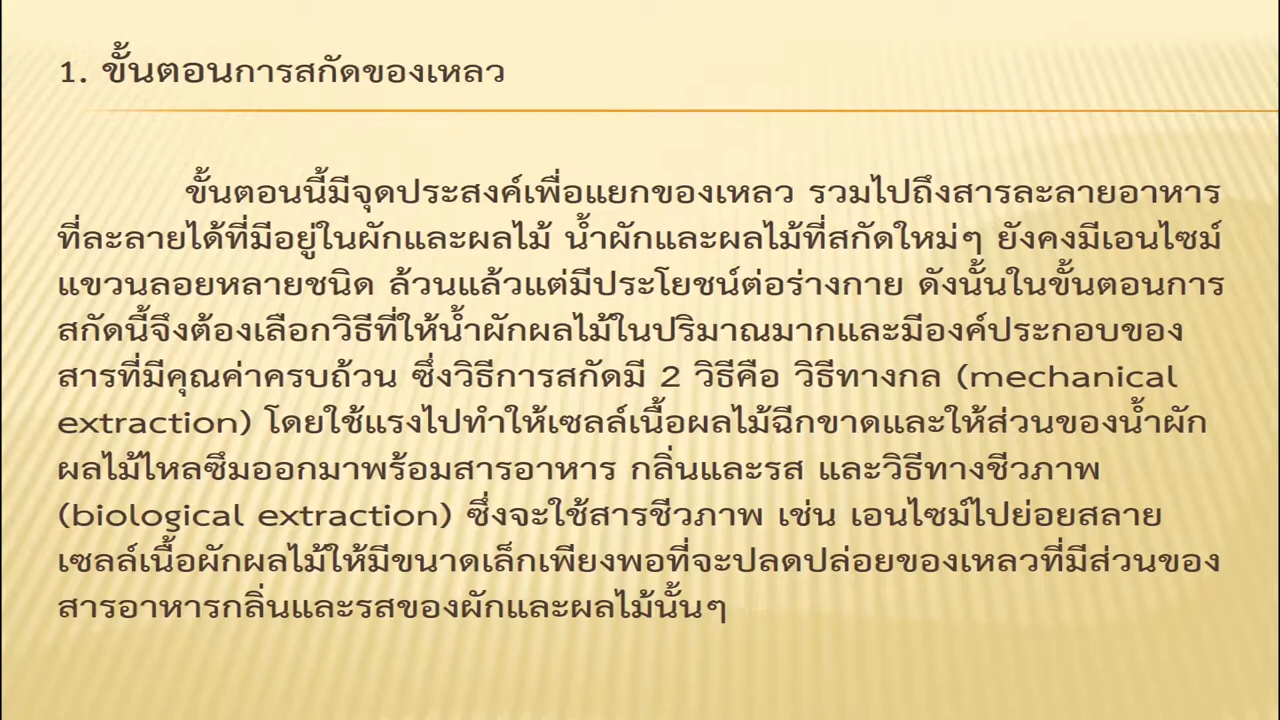 1. ขั้นตอนการสกัดของเหลว
ขั้นตอนนี้มีจุดประสงค์เพื่อแยกของเหลว รวมไปถึงสารละลายอาหาร
ที่ละลายได้ที่มีอยู่ในผักและผลไม้ น้ำผักและผลไม้ที่สกัดใหม่ๆ ยังคงมีเอนไซม์
แขวนลอยหลายชนิด ล้วนแล้วแต่มีประโยชน์ต่อร่างกาย ดังนั้นในขั้นตอนการ
สกัดนี้จึงต้องเลือกวิธีที่ให้น้ำผักผลไม้ในปริมาณมากและมีองค์ประกอบของ
สารที่มีคุณค่าครบถ้วน ซึ่งวิธีการสกัดมี 2 วิธีคือ วิธีทางกล (mechanical
extraction) โดยใช้แรงไปทำให้เซลล์เนื้อผลไม้ฉีกขาดและให้ส่วนของน้ำผัก
ผลไม้ไหลซึมออกมาพร้อมสารอาหาร กลิ่นและรส และวิธีทางชีวภาพ
(biological extraction) ซึ่งจะใช้สารชีวภาพ เช่น เอนไซม์ไปย่อยสลาย
เซลล์เนื้อผักผลไม้ให้มีขนาดเล็กเพียงพอที่จะปลดปล่อยของเหลวที่มีส่วนของ
สารอาหารกลิ่นและรสของผักและผลไม้นั้นๆ